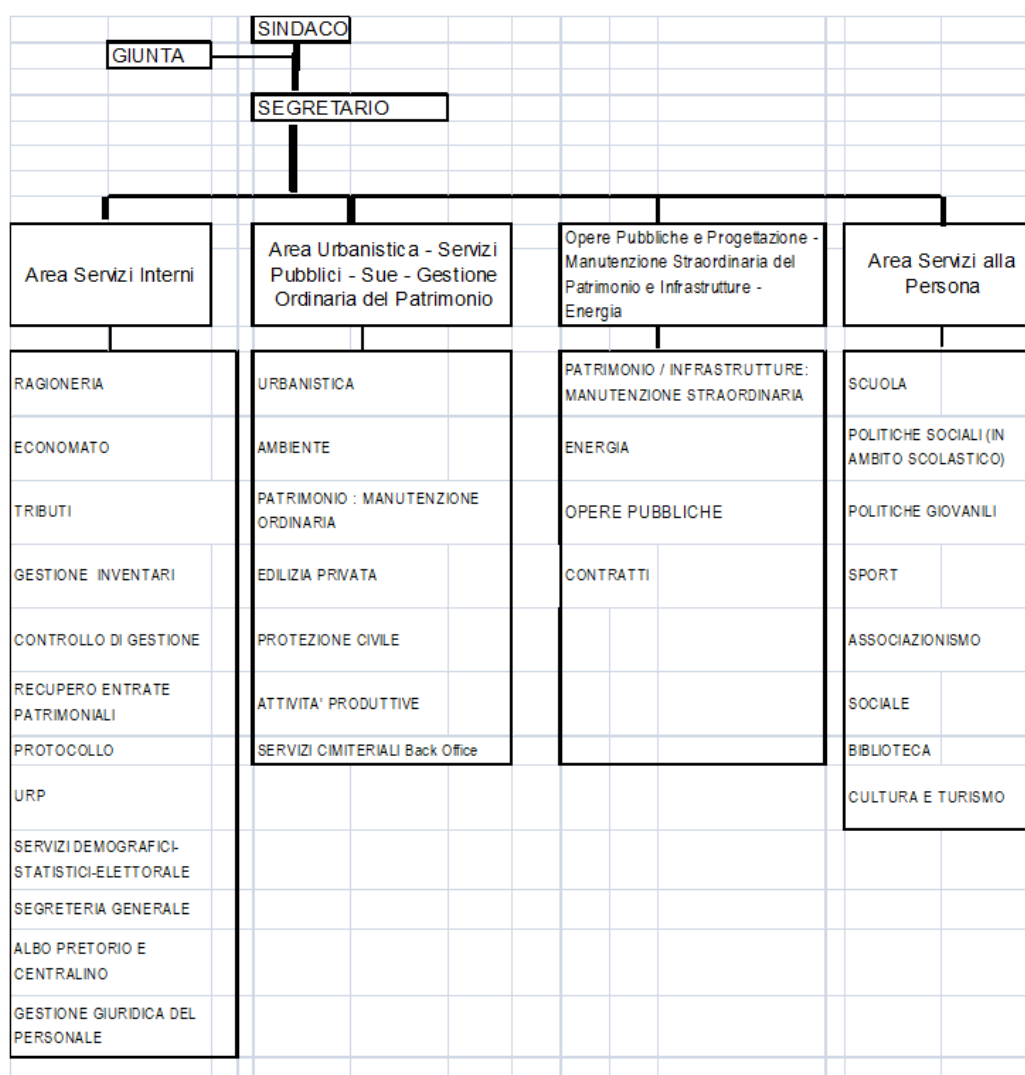 SINDACO
GIUNTA
SEGRETARIO
Area Servizi Interni
Area Urbanistica - Servizi
Pubblici - Sue - Gestione
Ordinaria del Patrimonio
Opere Pubbliche e Progettazione -
Manutenzione Straordinaria del
Patrimonio e Infrastrutture -
Energia
Area Servizi alla
Persona
RAGIONERIA
ECONOMATO
TRIBUTI
GESTIONE INVENTARI
CONTROLLO DI GESTIONE
RECUPERO ENTRATE
PATRIMONIALI
PROTOCOLLO
URP
SERVIZI DEMOGRAFICI-
STATISTICI-ELETTORALE
SEGRETERIA GENERALE
ALBO PRETORIO E
CENTRALINO
GESTIONE GIURIDICA DEL
PERSONALE
URBANISTICA
AMBIENTE
PATRIMONIO : MANUTENZIONE
ORDINARIA
EDILIZIA PRIVATA
PROTEZIONE CIVILE
ATTIVITA' PRODUTTIVE
SERVIZI CIMITERIALI Back Office
PATRIMONIO / INFRASTRUTTURE:
MANUTENZIONE STRAORDINARIA
ENERGIA
OPERE PUBBLICHE
CONTRATTI
SCUOLA
POLITICHE SOCIALI (IN
AMBITO SCOLASTICO)
POLITICHE GIOVANILI
SPORT
ASSOCIAZIONISMO
SOCIALE
BIBLIOTECA
CULTURA E TURISMO